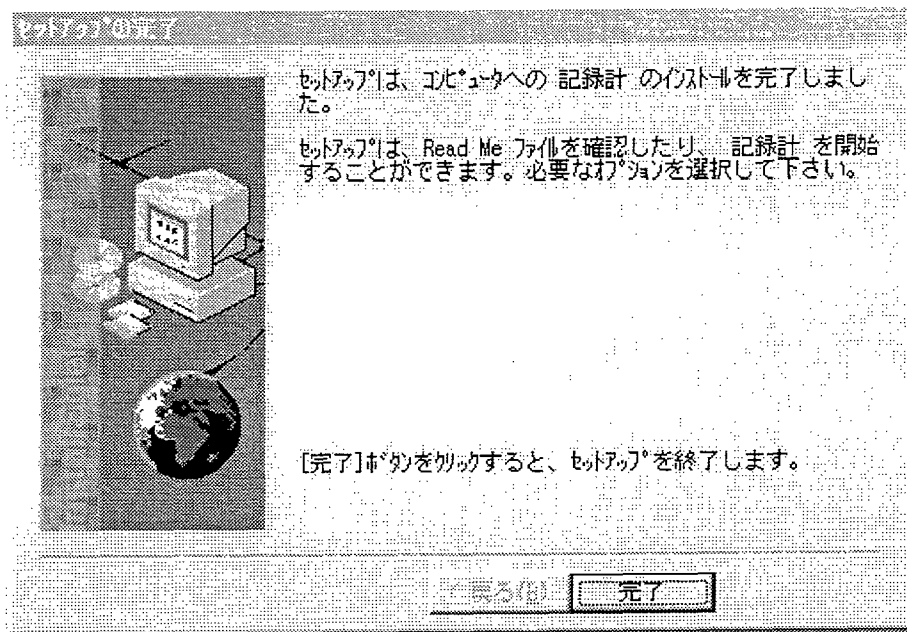 セットアップの完了
ｾｯﾄｱｯﾌﾟは、ｺﾝﾋﾟｭｰﾀへの 記録計 のｲﾝｽﾄｰﾙを完了しまし
た。
ｾｯﾄｱｯﾌﾟは、Read Me ﾌｧｲﾙを確認したり、 記録計 を開始
することができます。必要なｵﾌﾟｼｮﾝを選択して下さい。
[完了]ﾎﾞﾀﾝをｸﾘｯｸすると、ｾｯﾄｱｯﾌﾟを終了します。
< 戻る(B)
完了